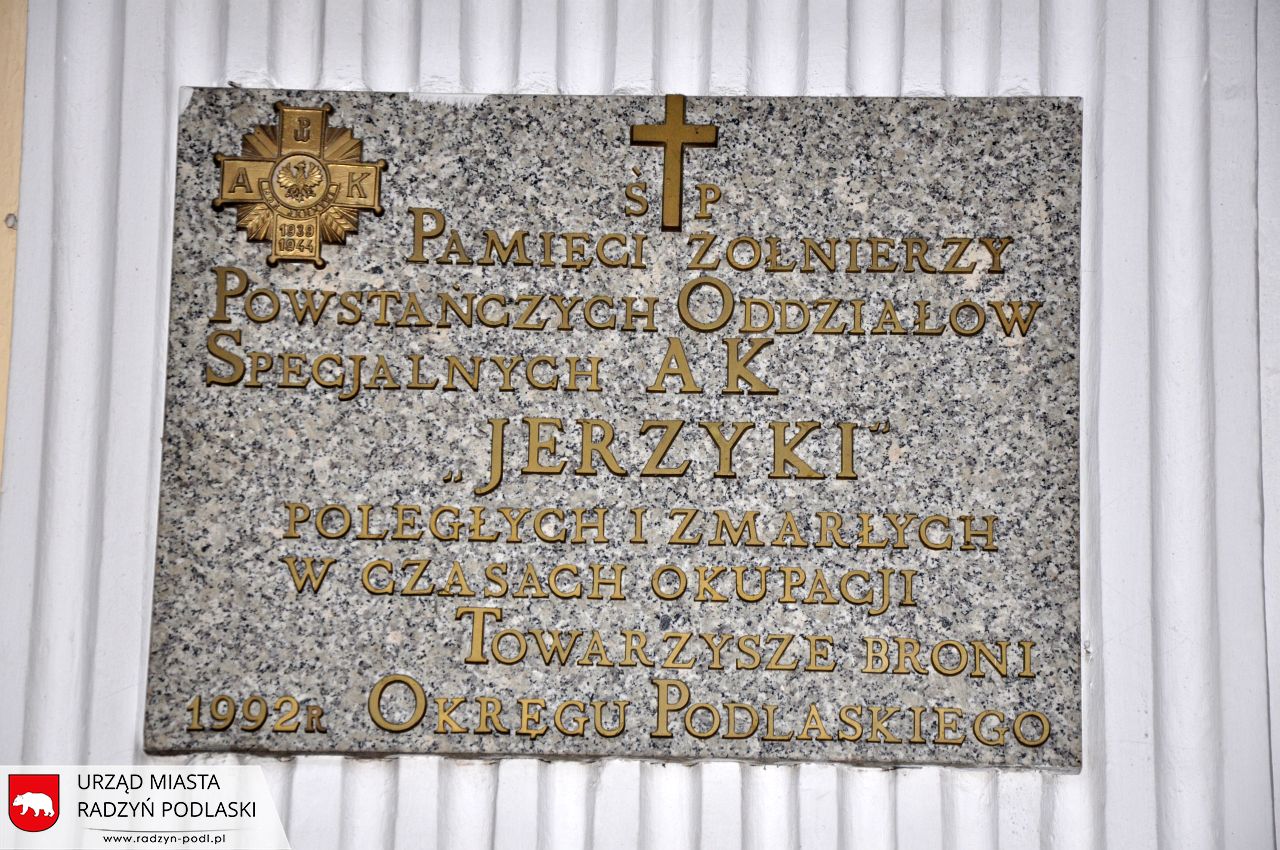 A K
1939
1944
Ś P
PAMIĘCI ŻOŁNIERZY
POWSTAŃCZYCH ODDZIAŁÓW
SPECJALNYCH AK
„JERZYKI”
POLEGŁYCH I ZMARŁYCH
W CZASACH OKUPACJI
TOWARZYSZE BRONI
1992R OKRĘGU PODLASKIEGO
URZĄD MIASTA
RADZYŃ PODLASKI
www.radzyn-podl.pl